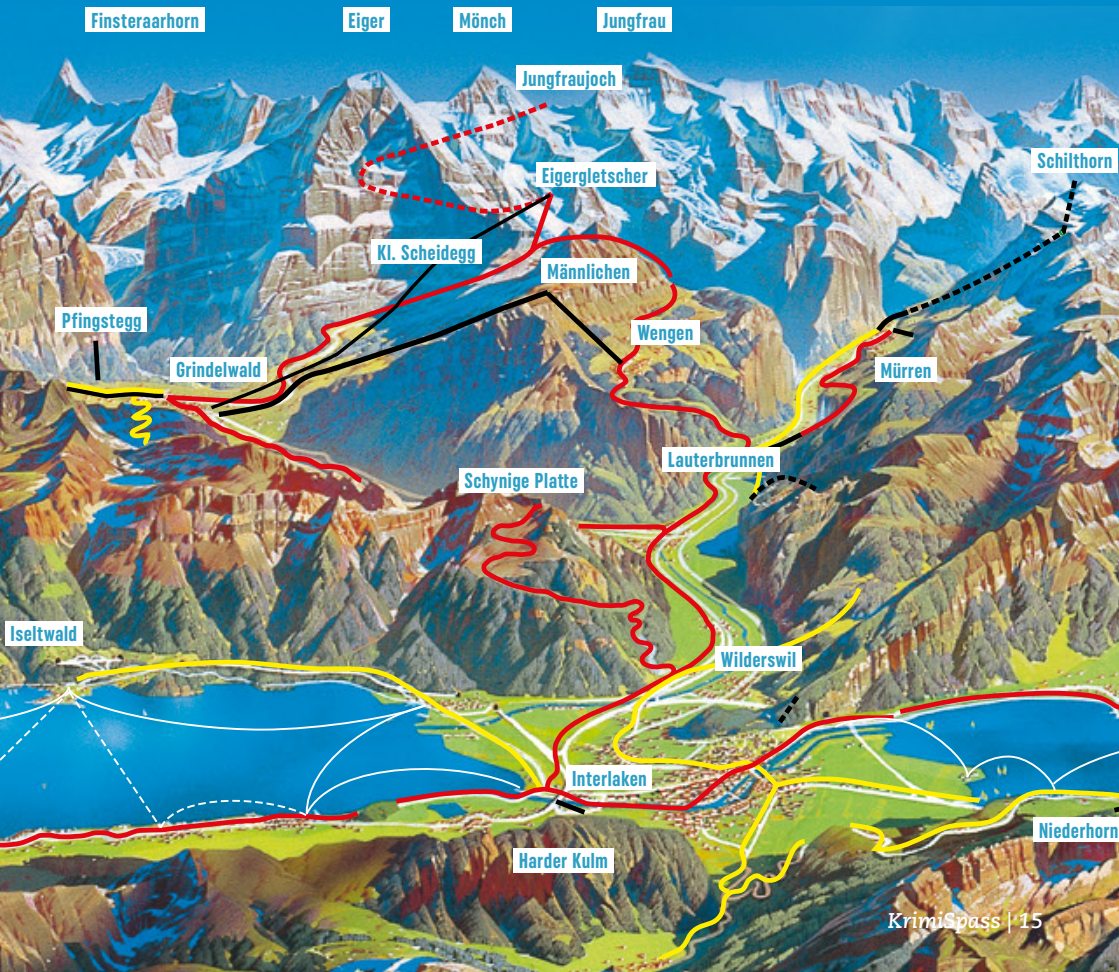 Finsteraarhorn
Eiger
Mönch
Jungfrau
Jungfraujoch
Schilthorn
Eigergletscher
Kl. Scheidegg
Männlichen
Pfingstegg
Wengen
Grindelwald
Mürren
Lauterbrunnen
Schynige Platte
Iseltwald
Wilderswil
Interlaken
Niederhorn
Harder Kulm
KrimiSpass | 15